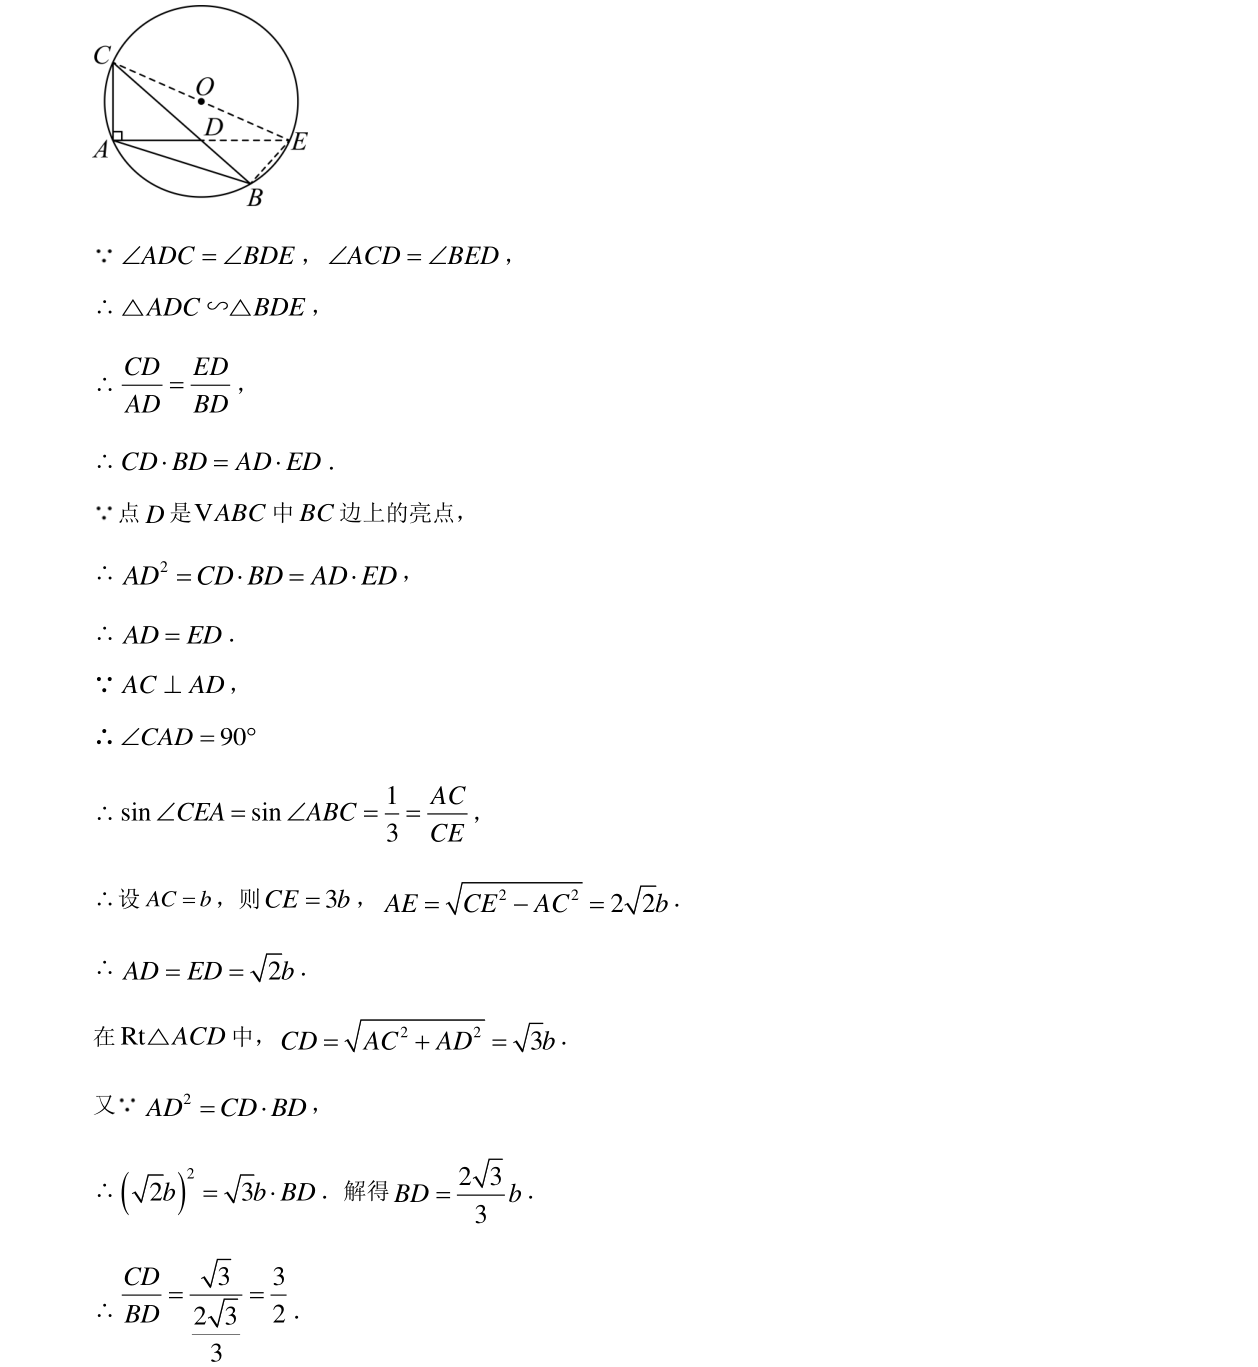 C
O
D
A
E
B
∵ ∠ADC = ∠BDE , ∠ACD = ∠BED ,
∴ △ADC ∽△BDE ,
∴ CD/AD = ED/BD ,
∴ CD·BD = AD·ED .
∵点 D 是VABC 中 BC 边上的亮点，
∴ AD² = CD·BD = AD·ED ,
∴ AD = ED .
∵ AC ⊥ AD ,
∴ ∠CAD = 90°
∴ sin ∠CEA = sin ∠ABC = 1/3 = AC/CE ,
∴设 AC = b ，则 CE = 3b , AE = √(CE² − AC²) = 2√2b .
∴ AD = ED = √2b .
在 Rt△ACD 中， CD = √(AC² + AD²) = √3b .
又∵ AD² = CD·BD ,
∴ (√2b)² = √3b·BD . 解得 BD = 2√3/3 b .
∴ CD/BD = √3/(2√3/3) = 3/2 .